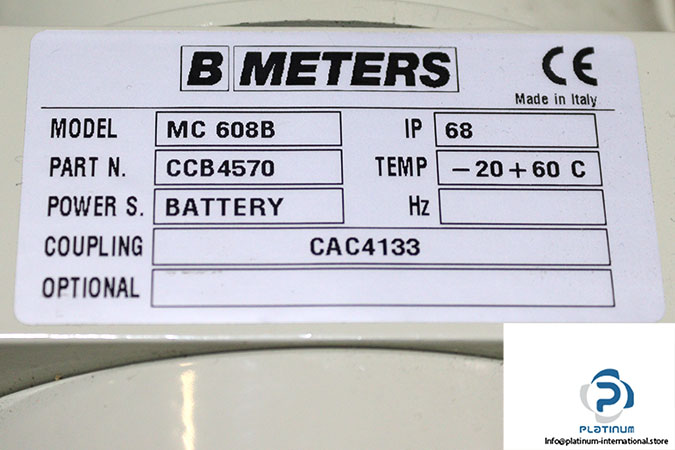 B METERS
CE
Made in Italy
MODEL MC 608B IP 68
PART N. CCB4570 TEMP -20+60 C
POWER S. BATTERY Hz
COUPLING CAC4133
OPTIONAL
PLATINUM
Info@platinum-international.store